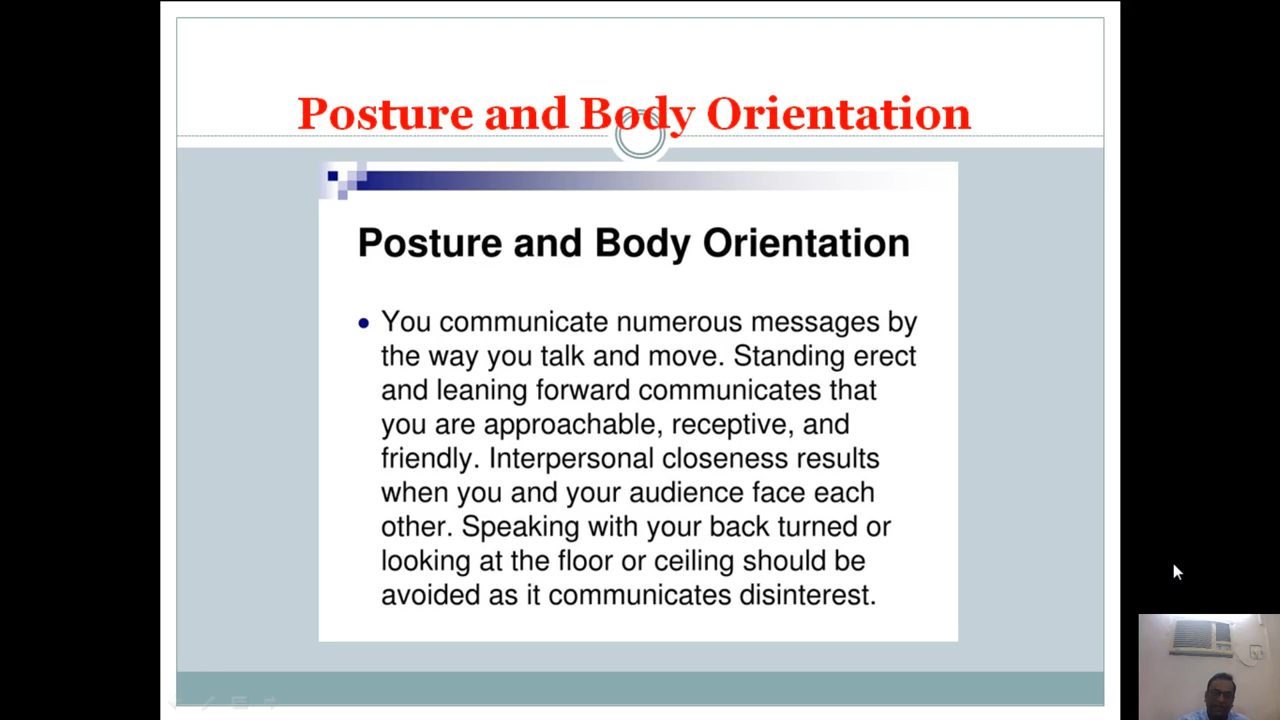 Posture and Body Orientation
Posture and Body Orientation
• You communicate numerous messages by
the way you talk and move. Standing erect
and leaning forward communicates that
you are approachable, receptive, and
friendly. Interpersonal closeness results
when you and your audience face each
other. Speaking with your back turned or
looking at the floor or ceiling should be
avoided as it communicates disinterest.